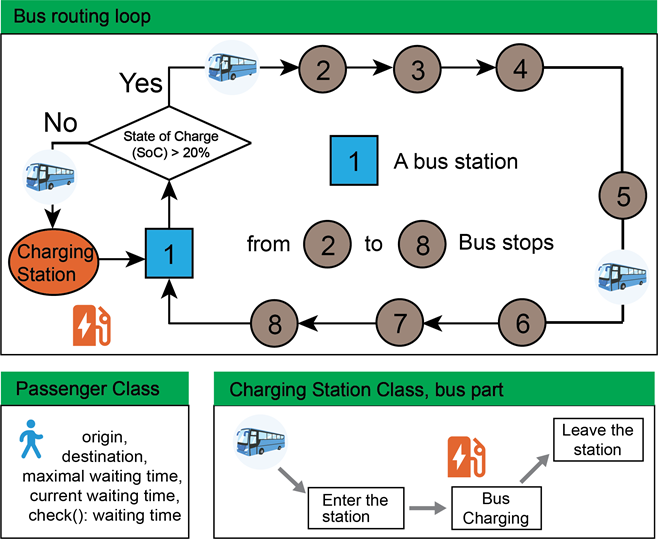 Bus routing loop
Yes
2
3
4
No
State of Charge
(SoC) > 20%
1
A bus station
5
Charging
Station
1
from 2 to 8 Bus stops
8
7
6
Passenger Class
origin,
destination,
maximal waiting time,
current waiting time,
check(): waiting time
Charging Station Class, bus part
Enter the
station
Bus
Charging
Leave the
station